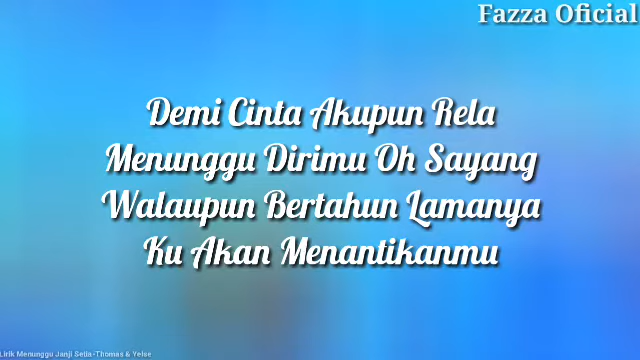 Fazza Oficial
Demi Cinta Akupun Rela
Menunggu Dirimu Oh Sayang
Walaupun Bertahun Lamanya
Ku Akan Menantikanmu
Lirik Menunggu Janji Setia-Thomas & Yelse